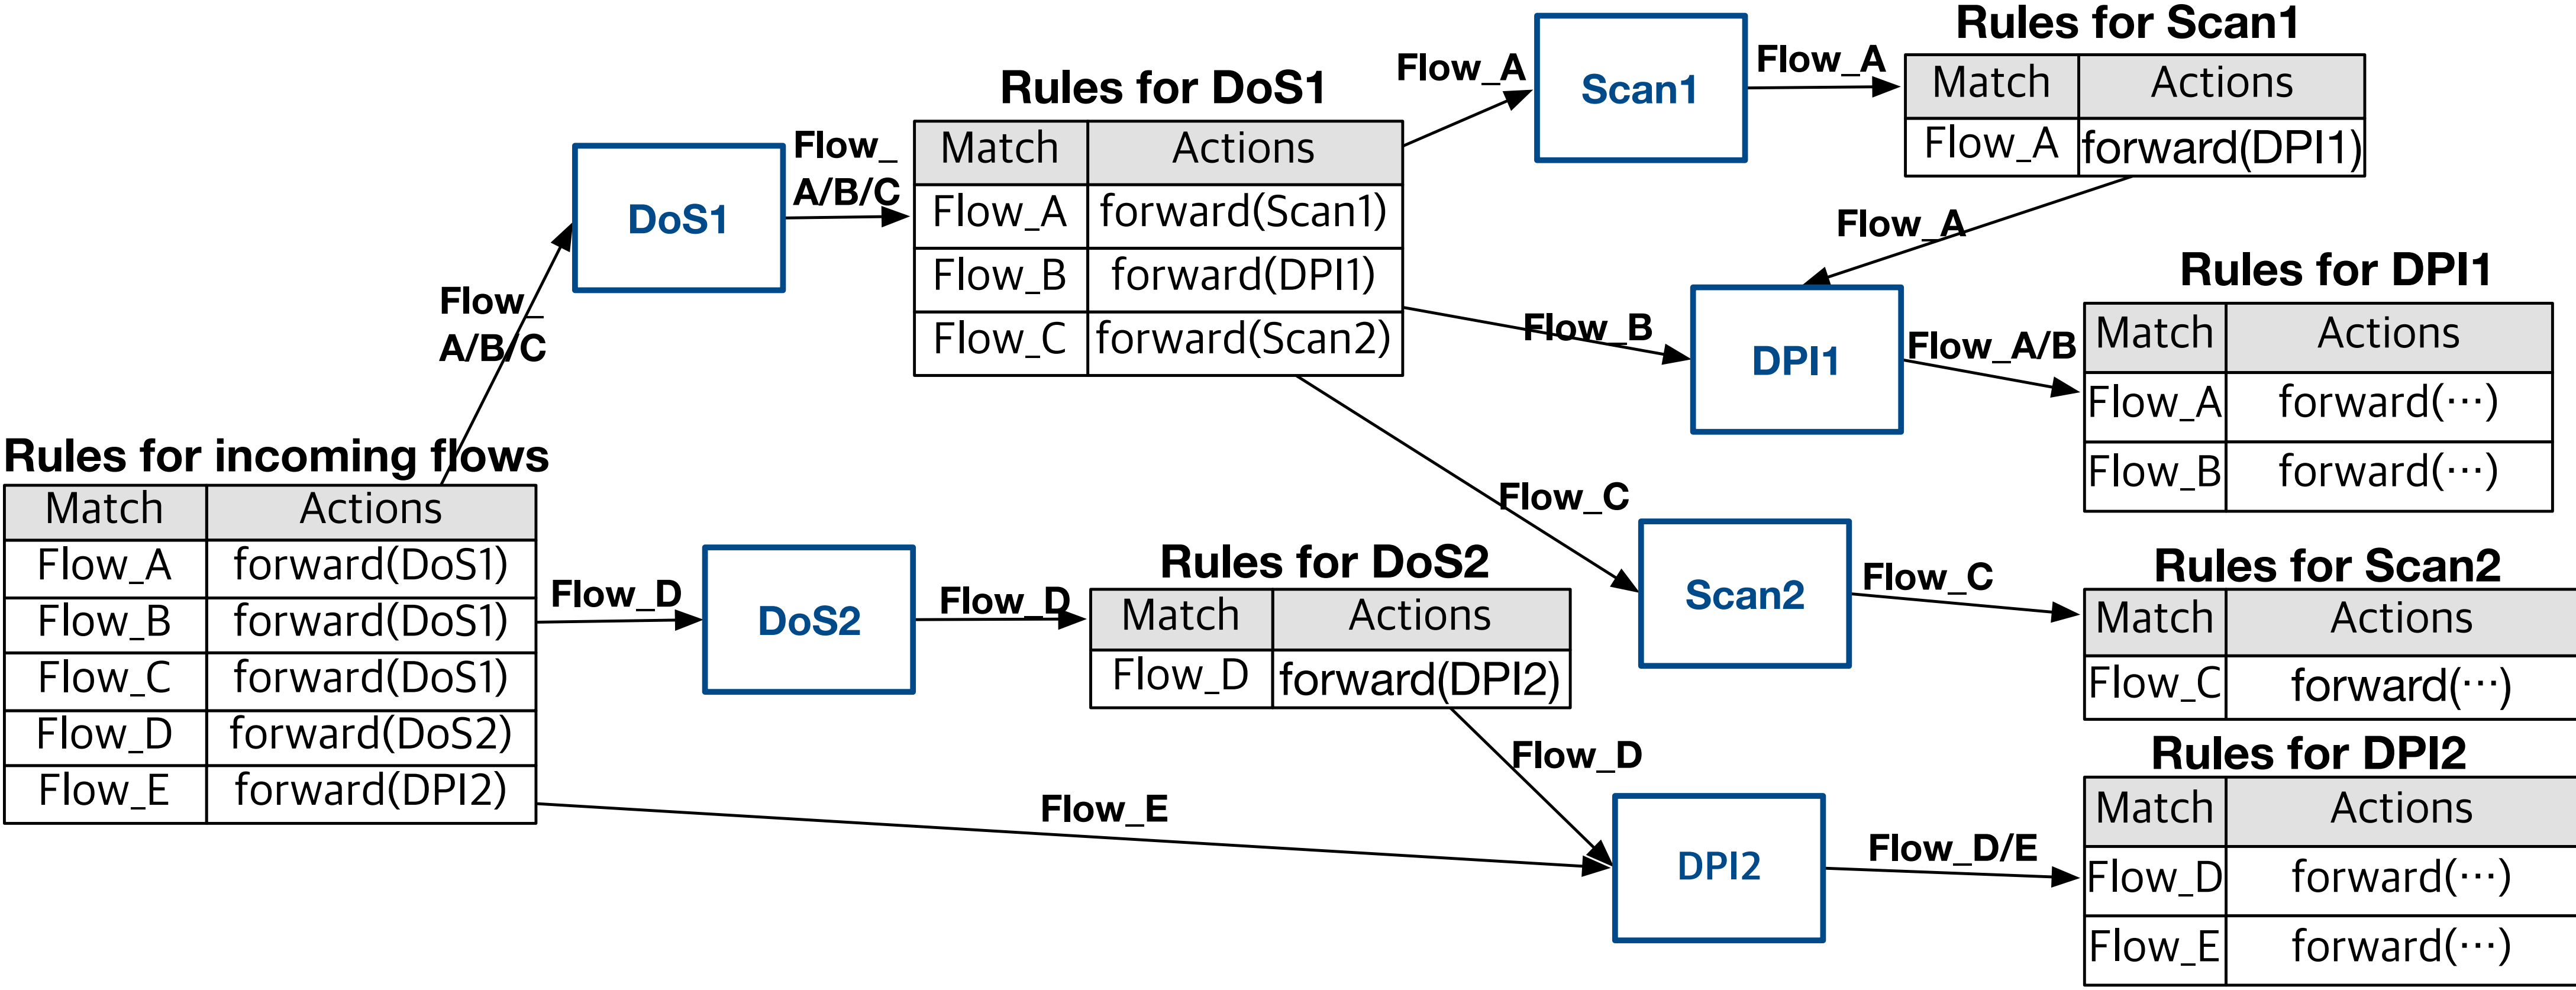 Rules for Scan1
Flow_A
Scan1
Flow_A
Match Actions
Flow_A forward(DPI1)
Rules for DoS1
Flow_
A/B/C
DoS1
Match Actions
Flow_A forward(Scan1)
Flow_B forward(DPI1)
Flow_C forward(Scan2)
Flow_A
Flow_
A/B/C
Flow_B
DPI1
Flow_A/B
Rules for DPI1
Match Actions
Flow_A forward(⋯)
Flow_B forward(⋯)
Rules for incoming flows
Match Actions
Flow_A forward(DoS1)
Flow_B forward(DoS1)
Flow_C forward(DoS1)
Flow_D forward(DoS2)
Flow_E forward(DPI2)
Flow_C
Flow_D
DoS2
Flow_D
Rules for DoS2
Match Actions
Flow_D forward(DPI2)
Scan2
Flow_C
Rules for Scan2
Match Actions
Flow_C forward(⋯)
Flow_D
Flow_E
DPI2
Flow_D/E
Rules for DPI2
Match Actions
Flow_D forward(⋯)
Flow_E forward(⋯)